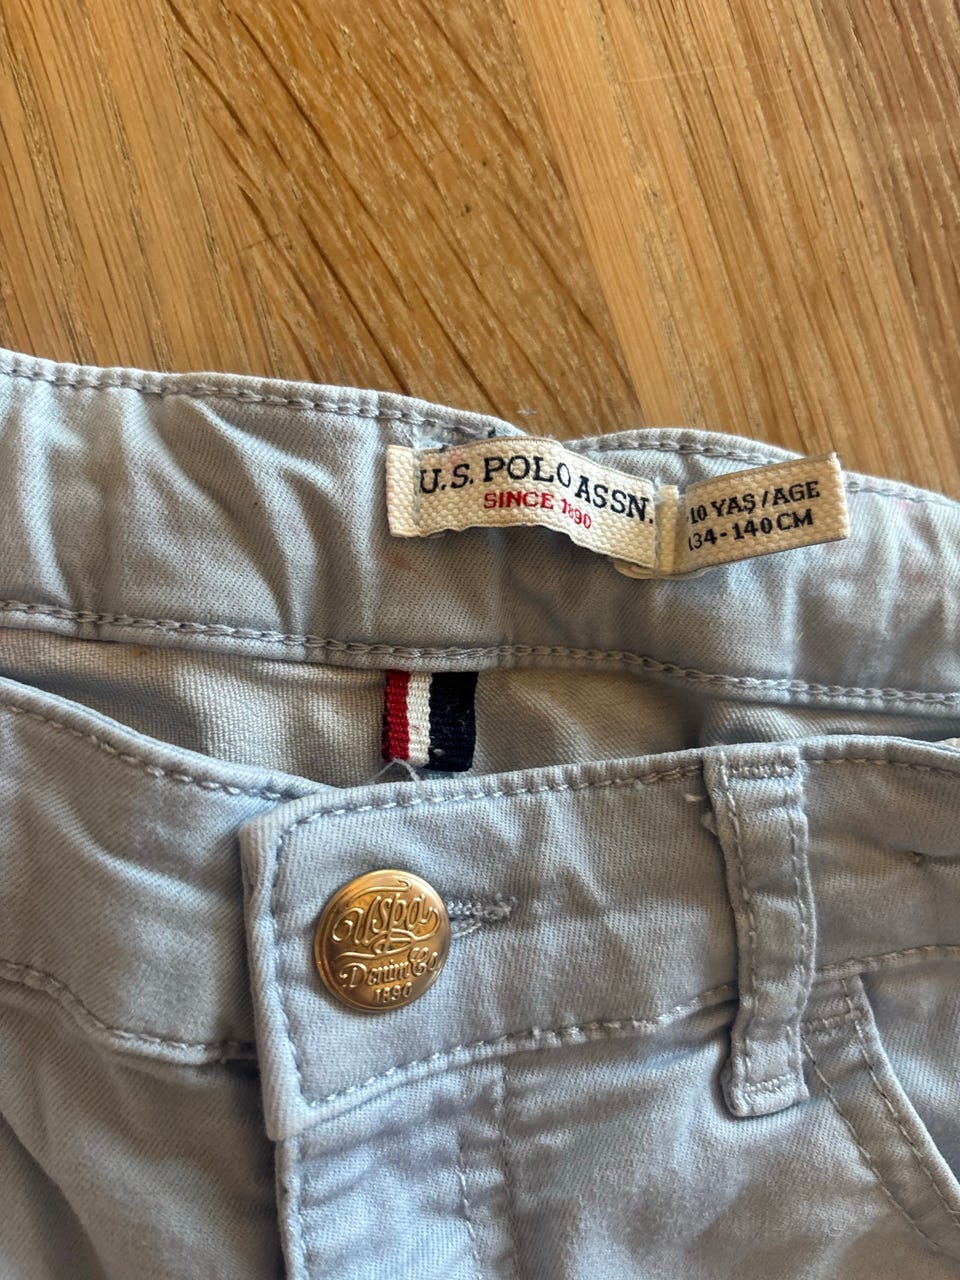 U.S. POLO ASSN.
SINCE 1890
10 YAŞ / AGE
134-140 CM
Uspa
Denim Co
1890